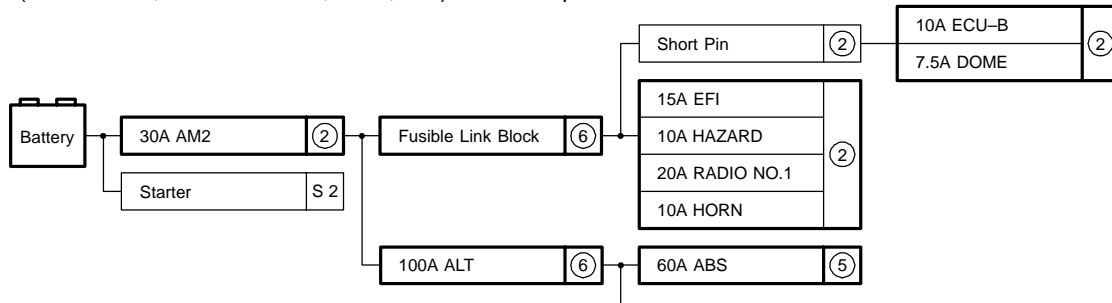 Short Pin ②
10A ECU–B
7.5A DOME
②
Battery
30A AM2 ②
Starter S 2
Fusible Link Block ⑥
15A EFI
10A HAZARD
20A RADIO NO.1
10A HORN
②
100A ALT ⑥
60A ABS ⑤